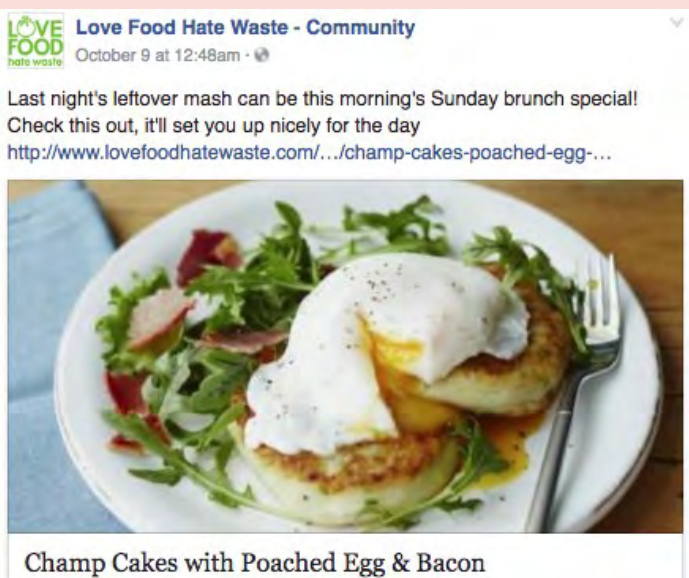 LOVE
FOOD
hate waste
Love Food Hate Waste - Community
October 9 at 12:48am ·
Last night's leftover mash can be this morning's Sunday brunch special!
Check this out, it'll set you up nicely for the day
http://www.lovefoodhatewaste.com/.../champ-cakes-poached-egg-...
Champ Cakes with Poached Egg & Bacon